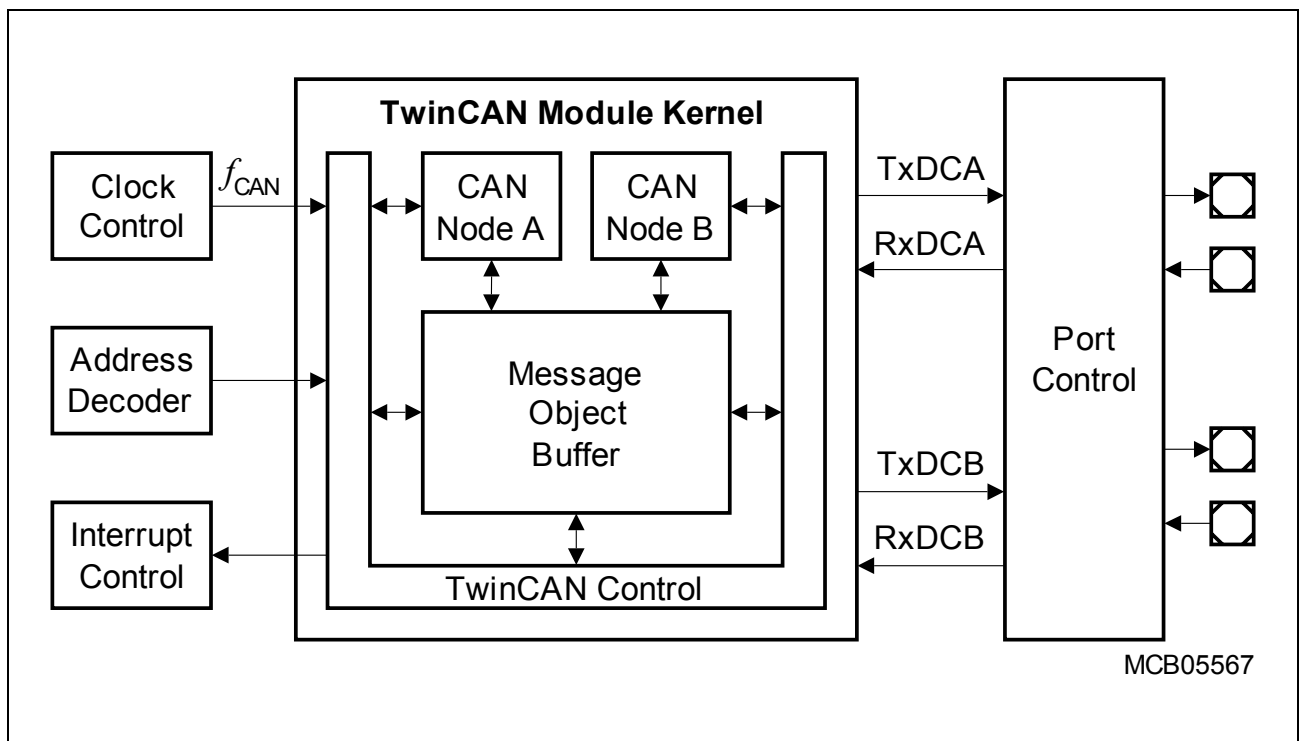 TwinCAN Module Kernel
Clock
Control
fCAN
CAN
Node A
CAN
Node B
TxDCA
RxDCA
Address
Decoder
Message
Object
Buffer
Port
Control
TxDCB
RxDCB
Interrupt
Control
TwinCAN Control
MCB05567